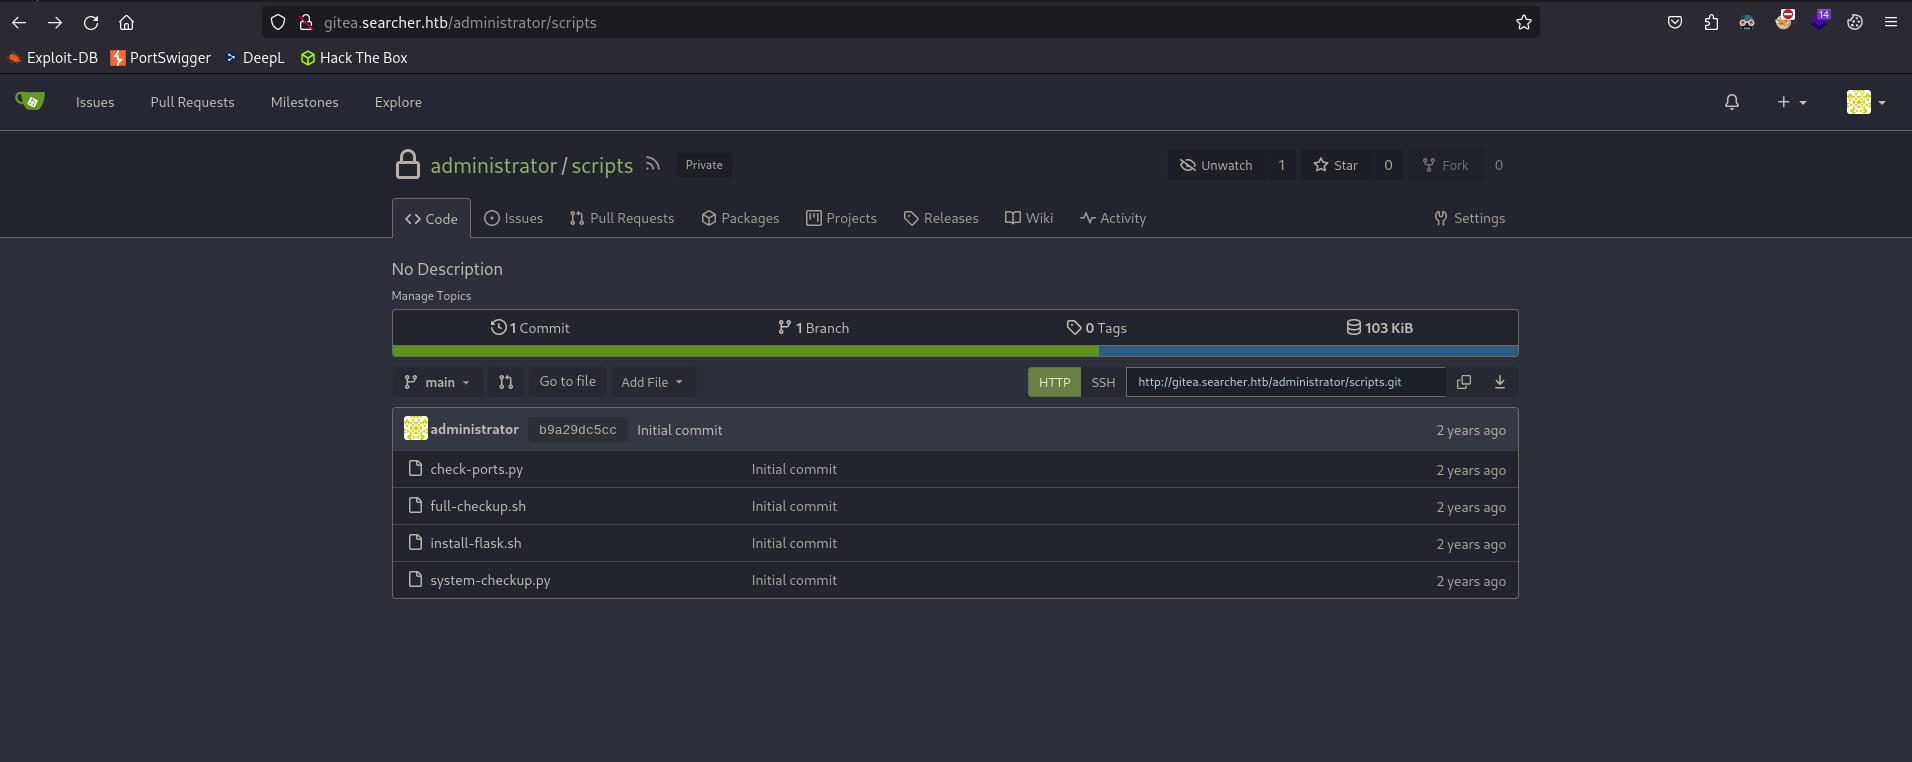 gitea.searcher.htb/administrator/scripts
14
Exploit-DB PortSwigger DeepL Hack The Box
Issues Pull Requests Milestones Explore
administrator / scripts Private Unwatch 1 Star 0 Fork 0
Code Issues Pull Requests Packages Projects Releases Wiki Activity Settings
No Description
Manage Topics
1 Commit 1 Branch 0 Tags 103 KiB
main Go to file Add File HTTP SSH http://gitea.searcher.htb/administrator/scripts.git
administrator b9a29dc5cc Initial commit 2 years ago
check-ports.py Initial commit 2 years ago
full-checkup.sh Initial commit 2 years ago
install-flask.sh Initial commit 2 years ago
system-checkup.py Initial commit 2 years ago